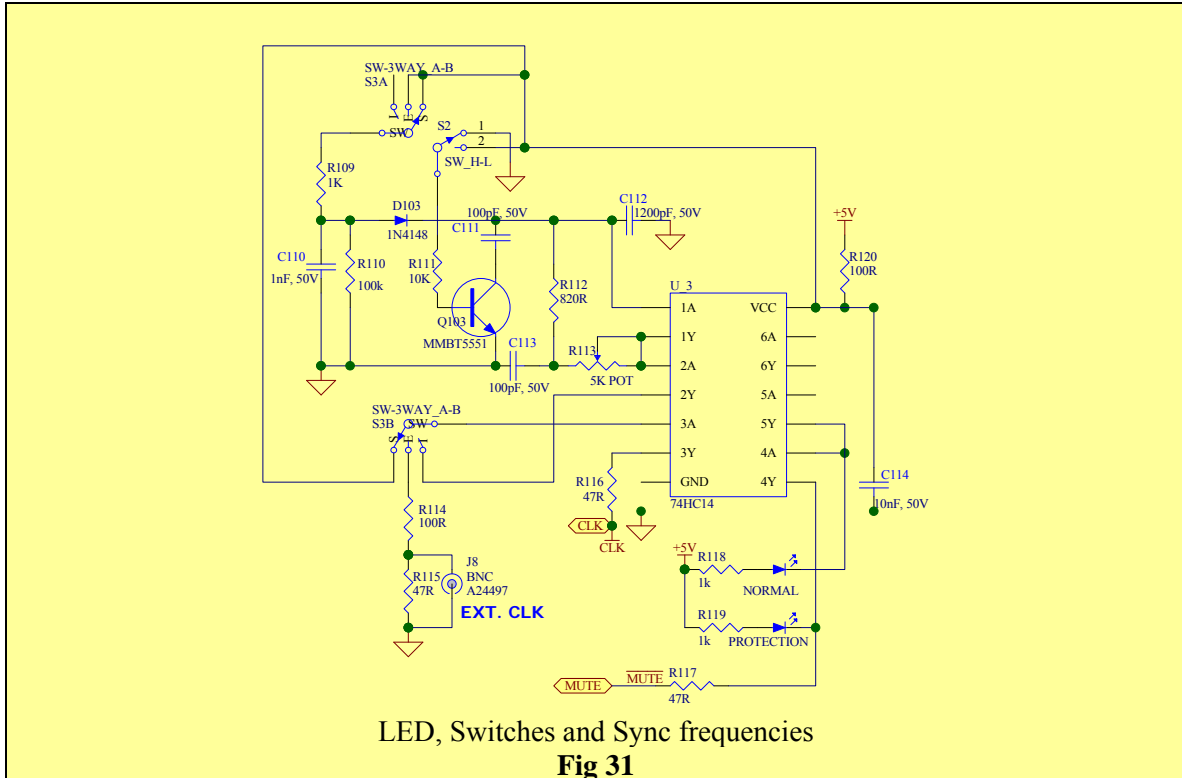 SW-3WAY_A-B
S3A
I
E
S
SW
S2
1
2
SW_H-L
R109
1K
D103
1N4148
100pF, 50V
C111
C112
1200pF, 50V
+5V
R120
100R
C110
1nF, 50V
R110
100k
R111
10K
R112
820R
Q103
MMBT5551
C113
100pF, 50V
R113
5K POT
U_3
1A
VCC
1Y
6A
2A
6Y
2Y
5A
3A
5Y
3Y
4A
GND
4Y
74HC14
SW-3WAY_A-B
S3B
SW
S
E
I
R116
47R
CLK
CLK
C114
10nF, 50V
R114
100R
R115
47R
J8
BNC
A24497
EXT. CLK
+5V
R118
1k
NORMAL
R119
1k
PROTECTION
MUTE
MUTE
R117
47R
LED, Switches and Sync frequencies
Fig 31